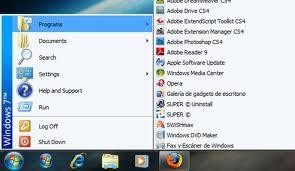 Programs
Documents
Search
Settings
Help and Support
Run
Log Off
Shut Down
Windows 7™
Adobe Dreamweaver CS4
Adobe Drive CS4
Adobe ExtendScript Toolkit CS4
Adobe Extension Manager CS4
Adobe Photoshop CS4
Adobe Reader 9
Apple Software Update
Windows Media Center
Opera
Galería de gadgets de escritorio
SUPER © Uninstall
SUPER ©
SWiSHmax
Windows DVD Maker
Fax y Escáner de Windows